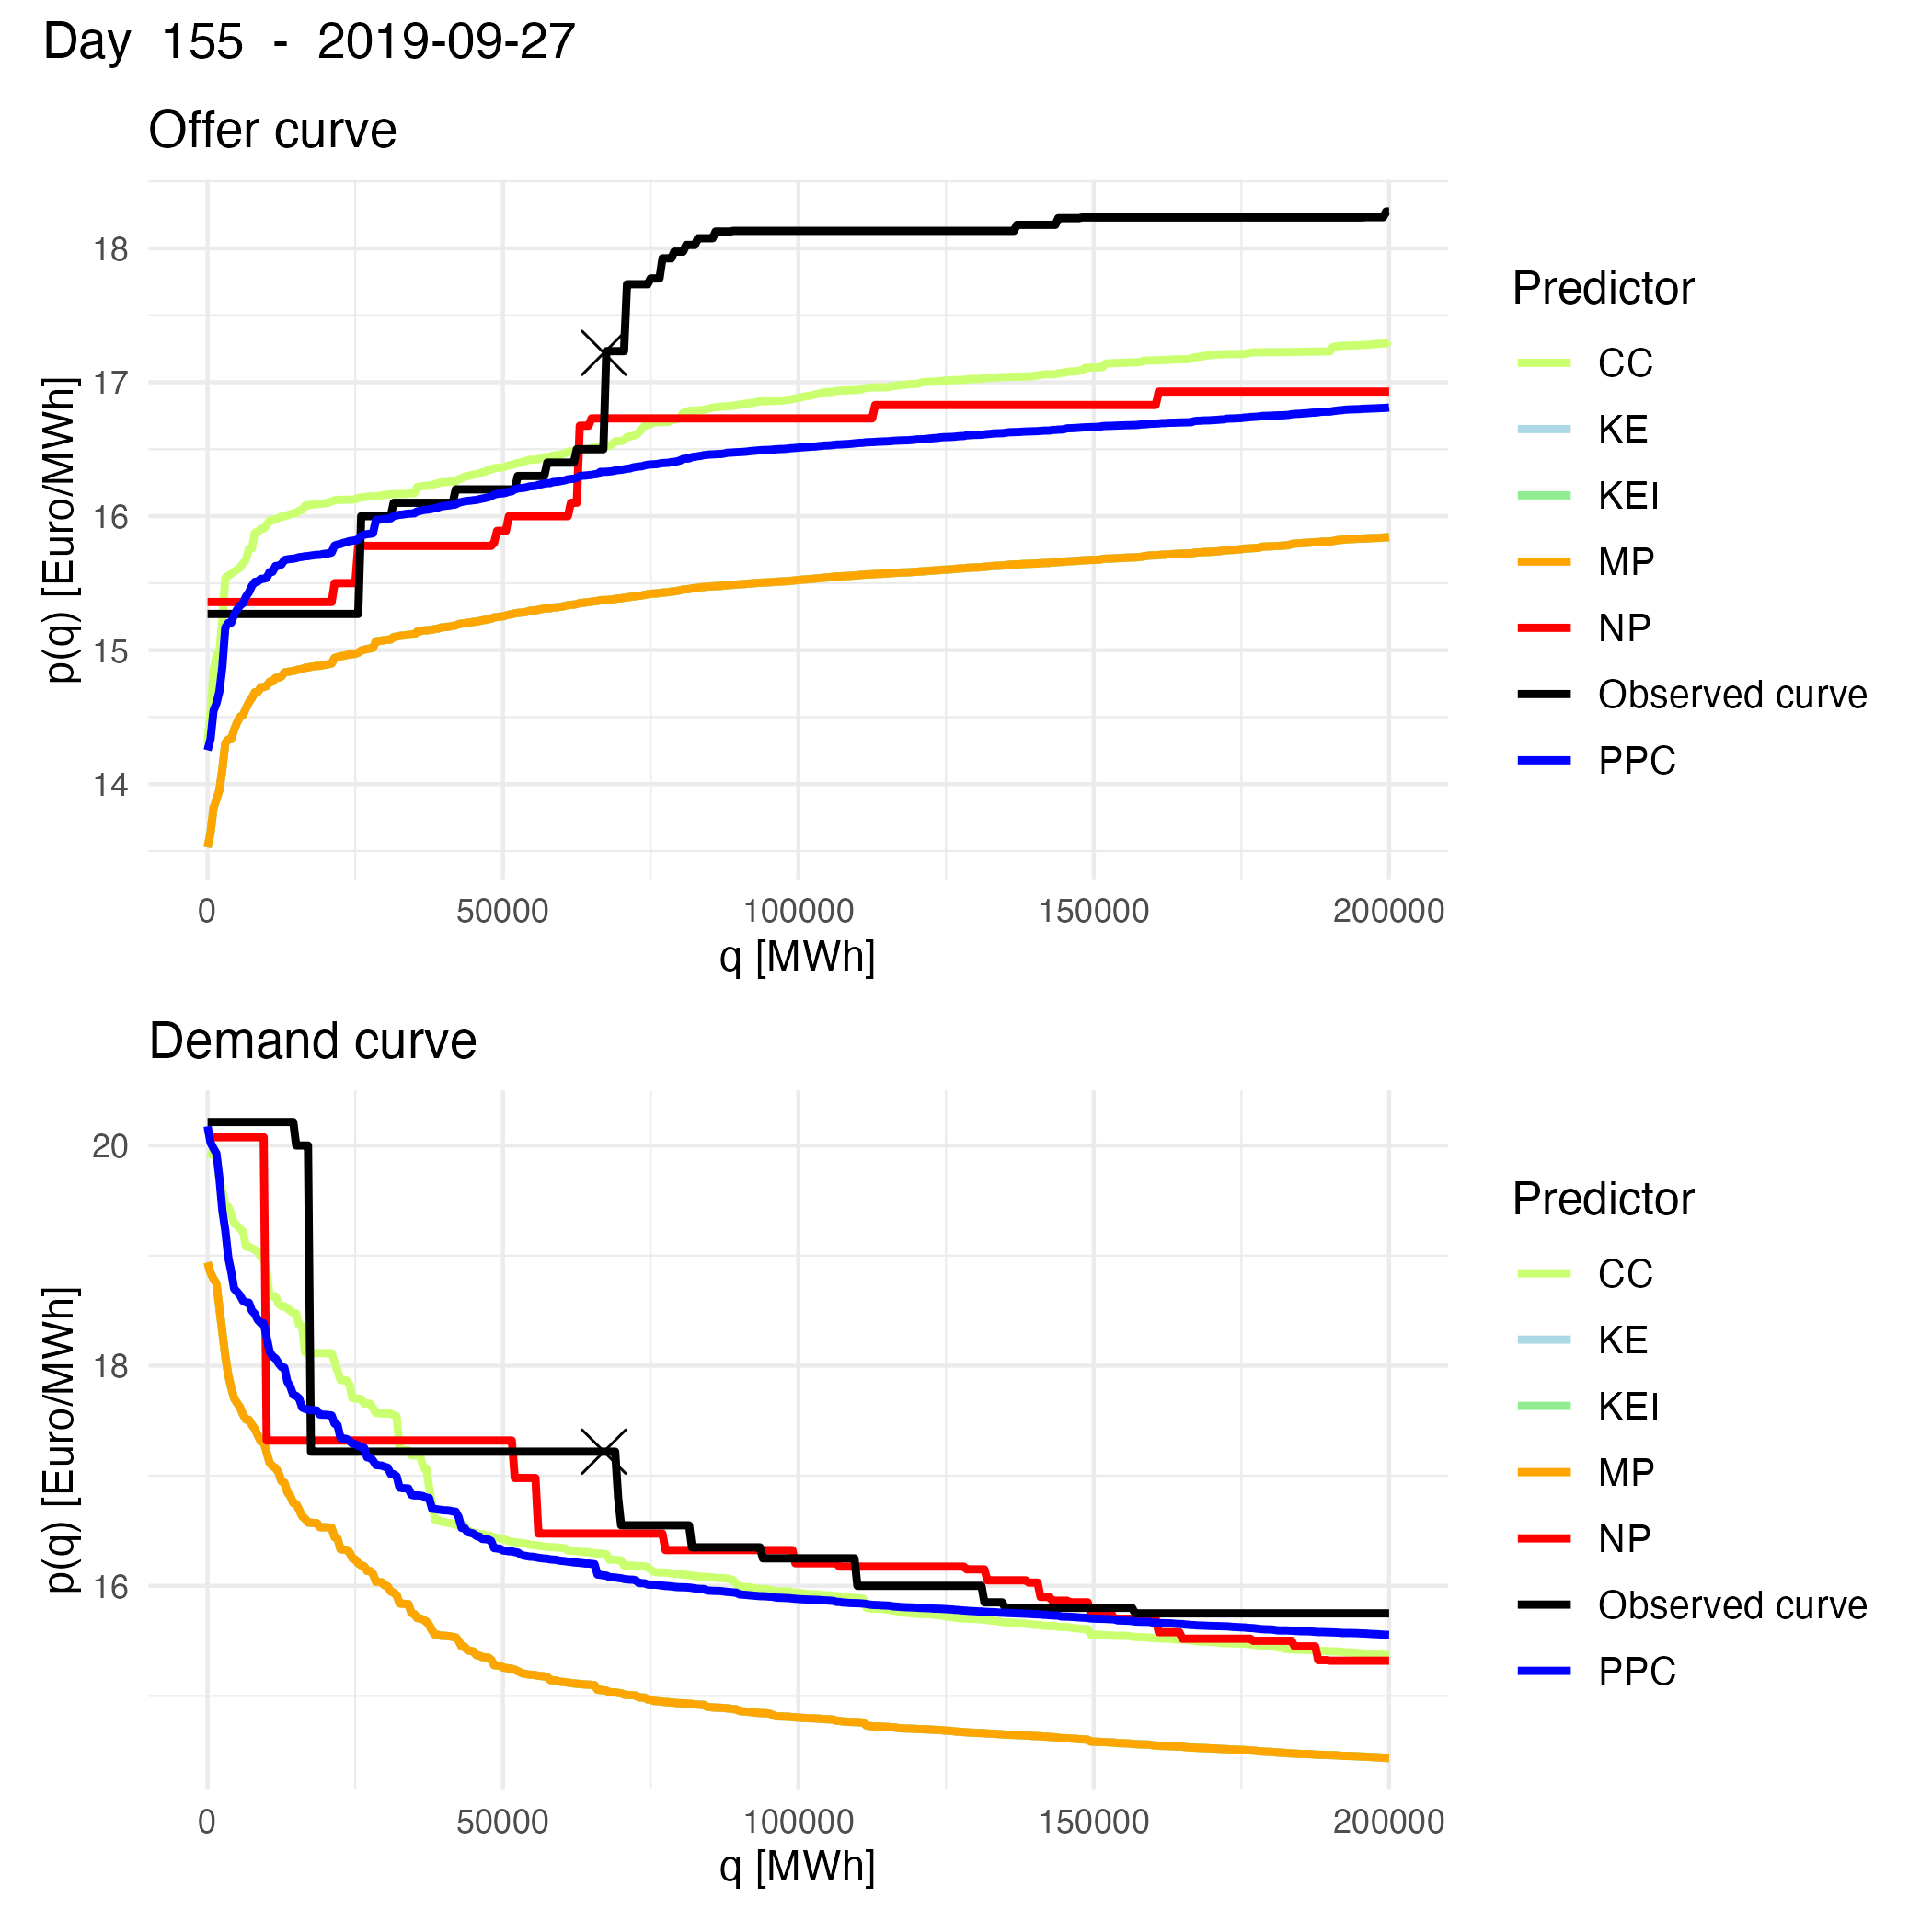 Day 155 - 2019-09-27
Offer curve
p(q) [Euro/MWh]
18
17
16
15
14
0 50000 100000 150000 200000
q [MWh]
Predictor
CC
KE
KEI
MP
NP
Observed curve
PPC
Demand curve
p(q) [Euro/MWh]
20
18
16
0 50000 100000 150000 200000
q [MWh]
Predictor
CC
KE
KEI
MP
NP
Observed curve
PPC